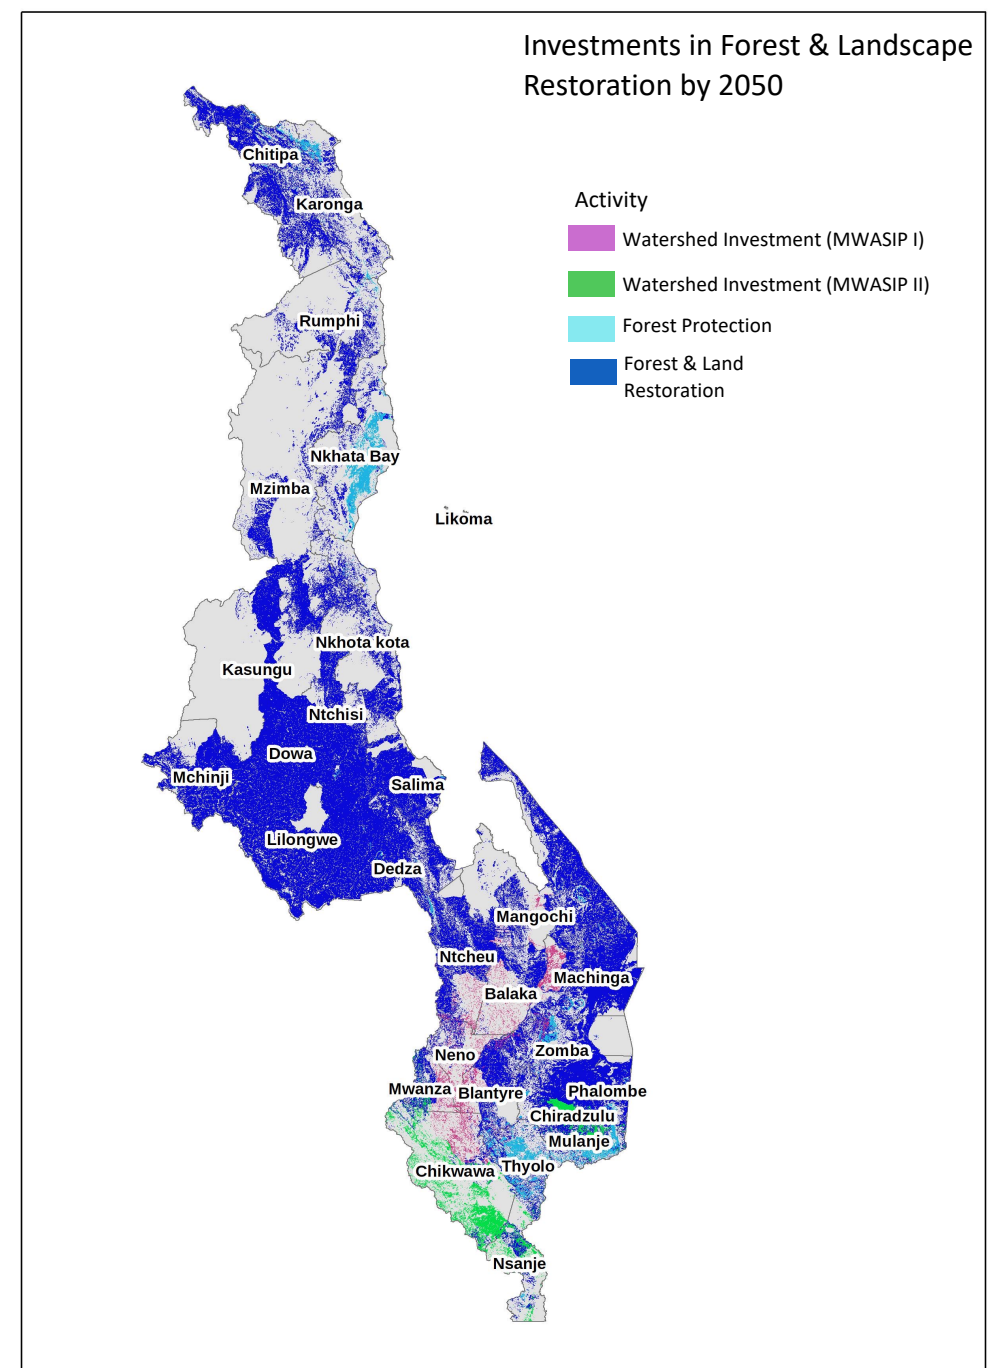 Investments in Forest & Landscape
Restoration by 2050
Activity
Watershed Investment (MWASIP I)
Watershed Investment (MWASIP II)
Forest Protection
Forest & Land
Restoration
Chitipa
Karonga
Rumphi
Nkhata Bay
Mzimba
Likoma
Nkhota kota
Kasungu
Ntchisi
Dowa
Mchinji
Salima
Lilongwe
Dedza
Mangochi
Ntcheu
Machinga
Balaka
Zomba
Neno
Mwanza
Blantyre
Phalombe
Chiradzulu
Mulanje
Thyolo
Chikwawa
Nsanje